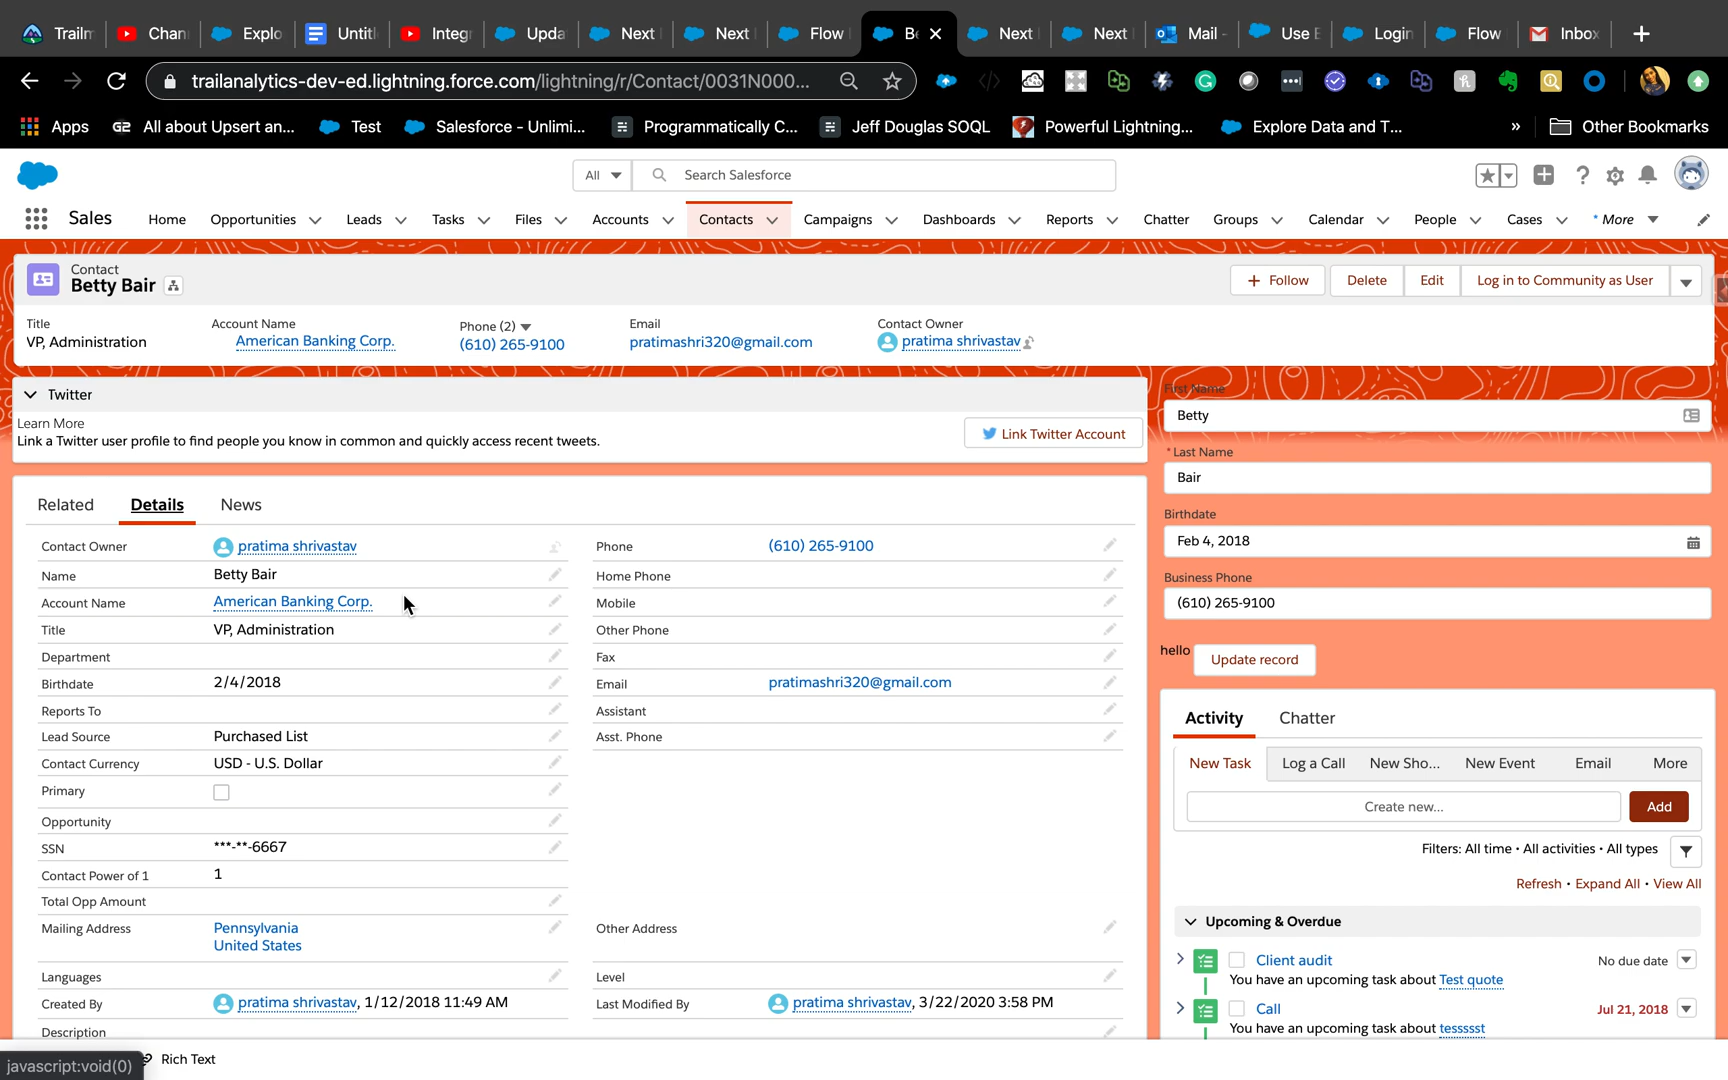 Trailm
Chan
Explo
Untitl
Integr
Upda
Next
Next
Flow
Be
Next
Next
Mail -
Use E
Login
Flow
Inbox
trailanalytics-dev-ed.lightning.force.com/lightning/r/Contact/0031N000...
Apps
All about Upsert an...
Test
Salesforce - Unlimi...
Programmatically C...
Jeff Douglas SOQL
Powerful Lightning...
Explore Data and T...
»
Other Bookmarks
All
Search Salesforce
Sales
Home
Opportunities
Leads
Tasks
Files
Accounts
Contacts
Campaigns
Dashboards
Reports
Chatter
Groups
Calendar
People
Cases
* More
Contact
Betty Bair
+ Follow
Delete
Edit
Log in to Community as User
Title
VP, Administration
Account Name
American Banking Corp.
Phone (2)
(610) 265-9100
Email
pratimashri320@gmail.com
Contact Owner
pratima shrivastav
Twitter
Learn More
Link a Twitter user profile to find people you know in common and quickly access recent tweets.
Link Twitter Account
Related
Details
News
Contact Owner
pratima shrivastav
Phone
(610) 265-9100
Name
Betty Bair
Home Phone
Account Name
American Banking Corp.
Mobile
Title
VP, Administration
Other Phone
Department
Fax
Birthdate
2/4/2018
Email
pratimashri320@gmail.com
Reports To
Assistant
Lead Source
Purchased List
Asst. Phone
Contact Currency
USD - U.S. Dollar
Primary
Opportunity
SSN
***-**-6667
Contact Power of 1
1
Total Opp Amount
Mailing Address
Pennsylvania
United States
Other Address
Languages
Level
Created By
pratima shrivastav, 1/12/2018 11:49 AM
Last Modified By
pratima shrivastav, 3/22/2020 3:58 PM
Description
First Name
Betty
* Last Name
Bair
Birthdate
Feb 4, 2018
Business Phone
(610) 265-9100
hello
Update record
Activity
Chatter
New Task
Log a Call
New Sho...
New Event
Email
More
Create new...
Add
Filters: All time • All activities • All types
Refresh • Expand All • View All
Upcoming & Overdue
Client audit
No due date
You have an upcoming task about Test quote
Call
Jul 21, 2018
You have an upcoming task about tessssst
javascript:void(0)
Rich Text